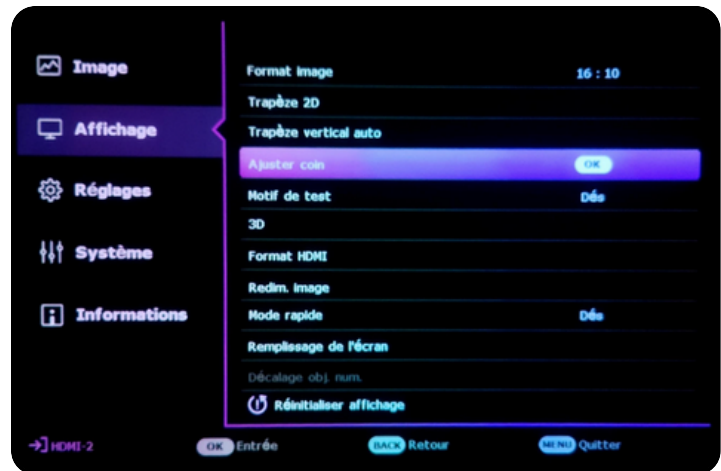 Image
Affichage
Réglages
Système
Informations
Format image 16 : 10
Trapèze 2D
Trapèze vertical auto
Ajuster coin OK
Motif de test Dés
3D
Format HDMI
Redim. image
Mode rapide Dés
Remplissage de l'écran
Décalage obj. num.
Réinitialiser affichage
HDMI-2 OK Entrée BACK Retour MENU Quitter